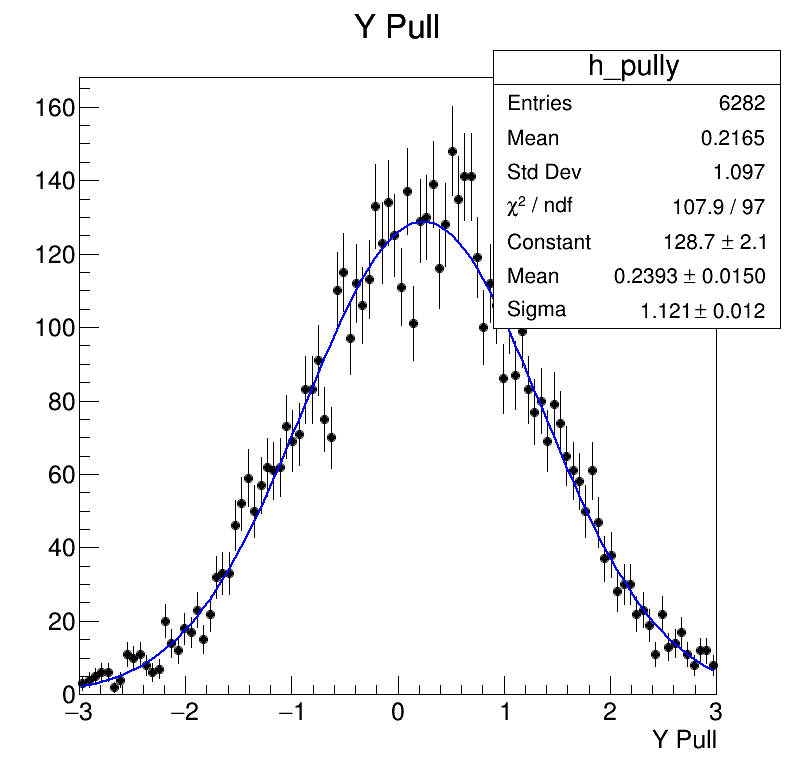 Y Pull
h_pully
Entries 6282
Mean 0.2165
Std Dev 1.097
χ² / ndf 107.9 / 97
Constant 128.7 ± 2.1
Mean 0.2393 ± 0.0150
Sigma 1.121 ± 0.012
160
140
120
100
80
60
40
20
0
−3 −2 −1 0 1 2 3
Y Pull